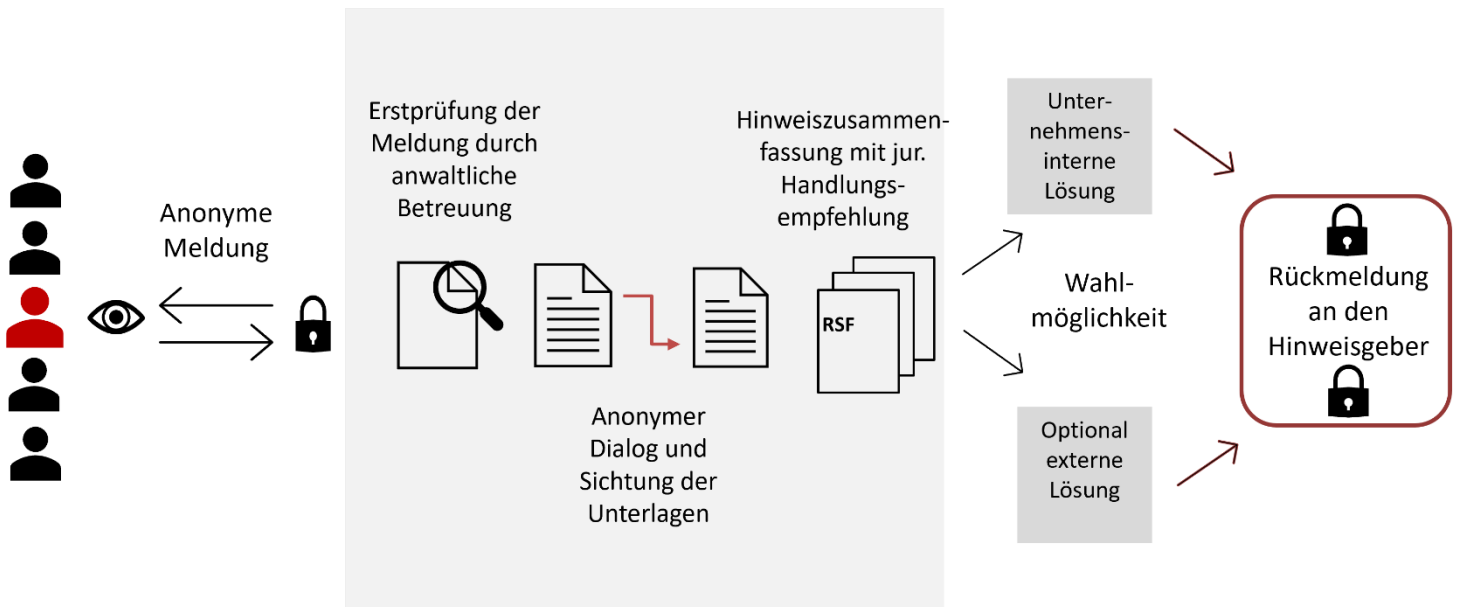 Anonyme
Meldung
Erstprüfung der
Meldung durch
anwaltliche
Betreuung
Anonymer
Dialog und
Sichtung der
Unterlagen
Hinweiszusammen-
fassung mit jur.
Handlungs-
empfehlung
RSF
Unter-
nehmens-
interne
Lösung
Wahl-
möglichkeit
Optional
externe
Lösung
Rückmeldung
an den
Hinweisgeber